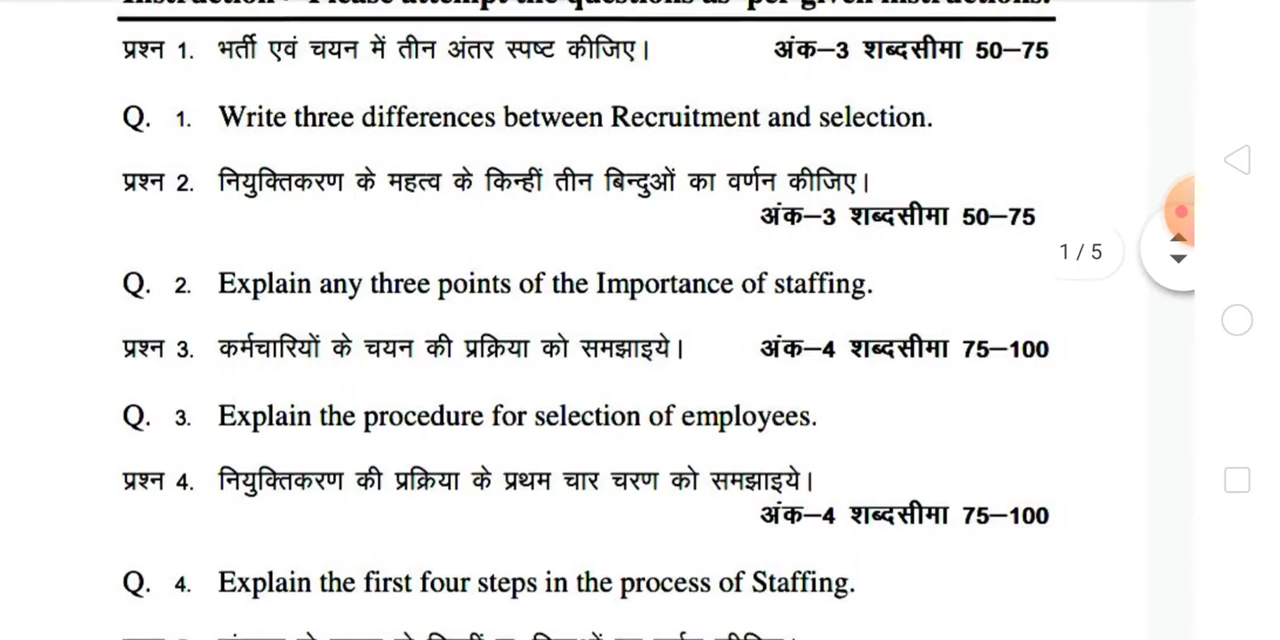 प्रश्न 1. भर्ती एवं चयन में तीन अंतर स्पष्ट कीजिए। अंक–3 शब्दसीमा 50–75
Q. 1. Write three differences between Recruitment and selection.
प्रश्न 2. नियुक्तिकरण के महत्व के किन्हीं तीन बिन्दुओं का वर्णन कीजिए।
अंक–3 शब्दसीमा 50–75
1 / 5
Q. 2. Explain any three points of the Importance of staffing.
प्रश्न 3. कर्मचारियों के चयन की प्रक्रिया को समझाइये। अंक–4 शब्दसीमा 75–100
Q. 3. Explain the procedure for selection of employees.
प्रश्न 4. नियुक्तिकरण की प्रक्रिया के प्रथम चार चरण को समझाइये।
अंक–4 शब्दसीमा 75–100
Q. 4. Explain the first four steps in the process of Staffing.